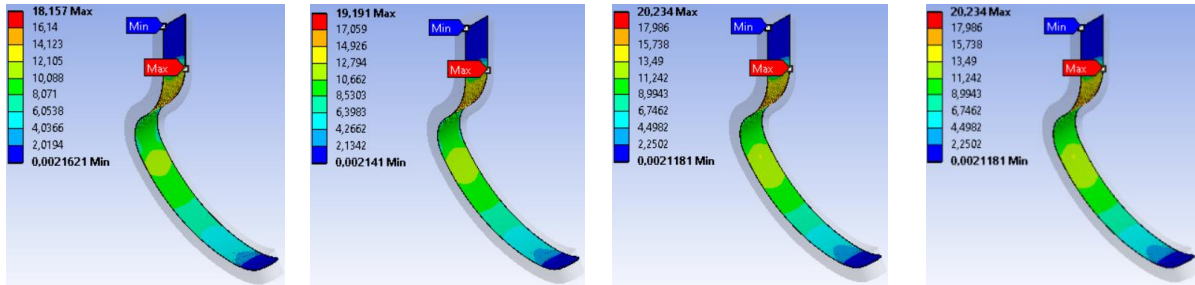 18,157 Max
16,14
14,123
12,105
10,088
8,071
6,0538
4,0366
2,0194
0,0021621 Min
Min
Max
19,191 Max
17,059
14,926
12,794
10,662
8,5303
6,3983
4,2662
2,1342
0,002141 Min
Min
Max
20,234 Max
17,986
15,738
13,49
11,242
8,9943
6,7462
4,4982
2,2502
0,0021181 Min
Min
Max
20,234 Max
17,986
15,738
13,49
11,242
8,9943
6,7462
4,4982
2,2502
0,0021181 Min
Min
Max